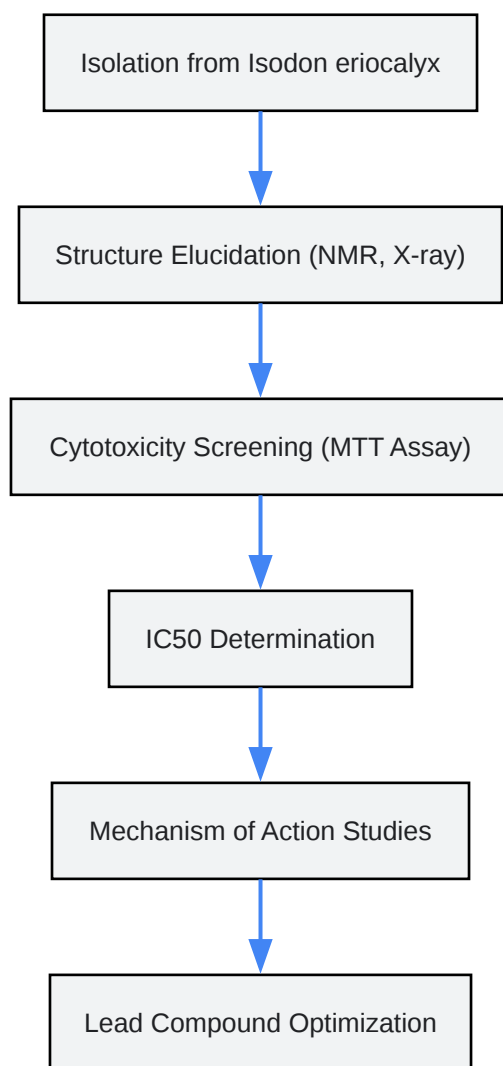 Isolation from Isodon eriocalyx
Structure Elucidation (NMR, X-ray)
Cytotoxicity Screening (MTT Assay)
IC50 Determination
Mechanism of Action Studies
Lead Compound Optimization